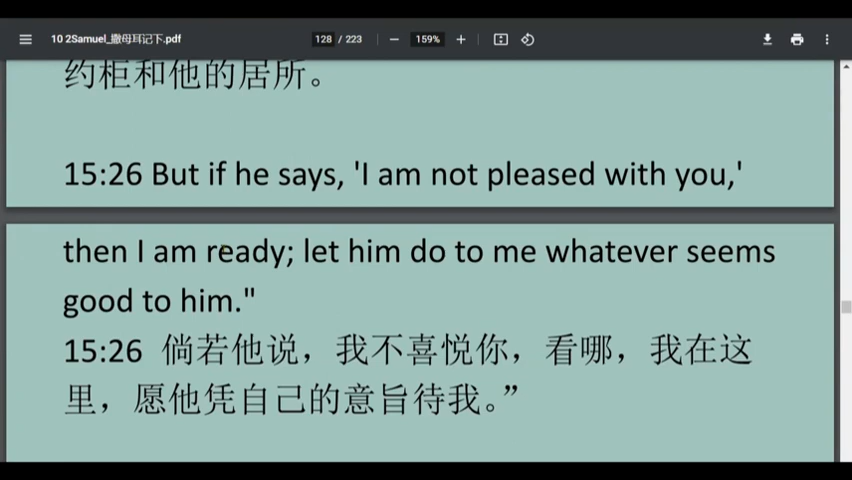 10 2Samuel_撒母耳记下.pdf
128 / 223
159%
约柜和他的居所。
15:26 But if he says, 'I am not pleased with you,'
then I am ready; let him do to me whatever seems
good to him."
15:26 倘若他说，我不喜悦你，看哪，我在这
里，愿他凭自己的意旨待我。”